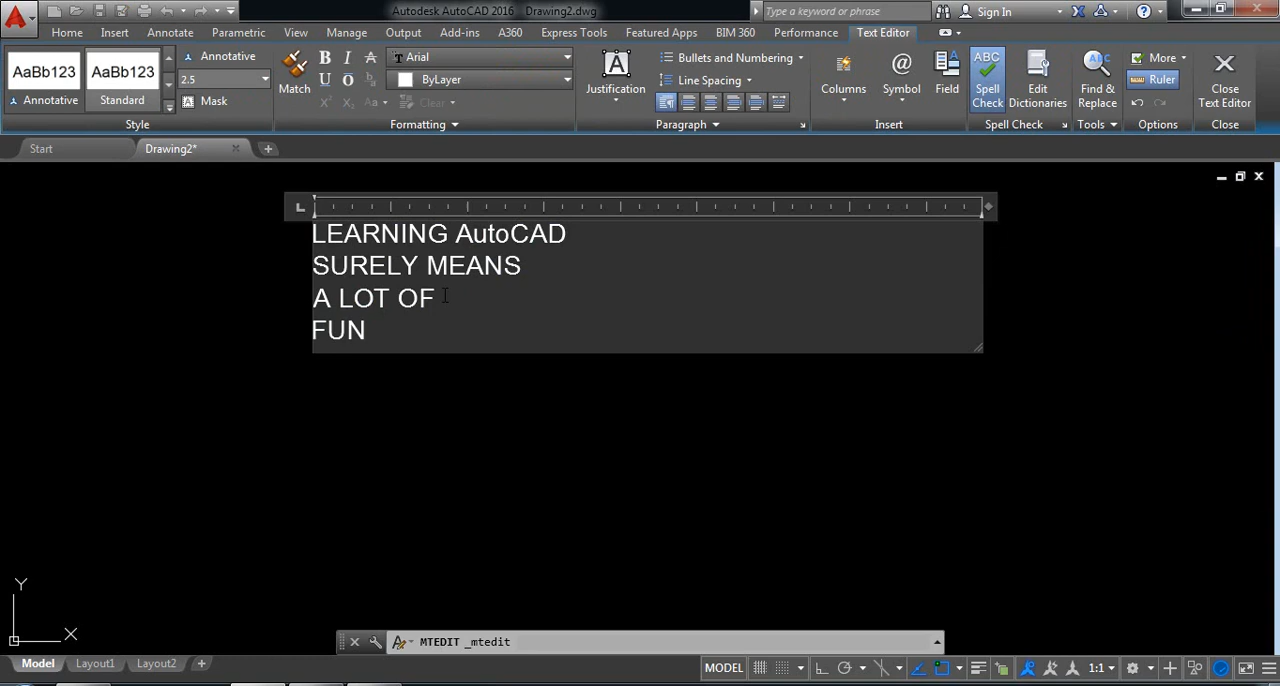 Autodesk AutoCAD 2016 Drawing2.dwg
Type a keyword or phrase
Sign In
Home Insert Annotate Parametric View Manage Output Add-ins A360 Express Tools Featured Apps BIM 360 Performance Text Editor
AaBb123 AaBb123
Annotative Standard
Annotative
2.5
Mask
Style
Match
B I A
U O
Arial
ByLayer
Aa Clear
Formatting
A
Justification
Bullets and Numbering
Line Spacing
Paragraph
Columns
@
Symbol
Field
Insert
ABC
Spell
Check
Edit
Dictionaries
Spell Check
ABC
Find &
Replace
Tools
More
Ruler
Options
Close
Text Editor
Close
Start Drawing2*
LEARNING AutoCAD
SURELY MEANS
A LOT OF
FUN
Y
X
MTEDIT _mtedit
Model Layout1 Layout2
MODEL 1:1